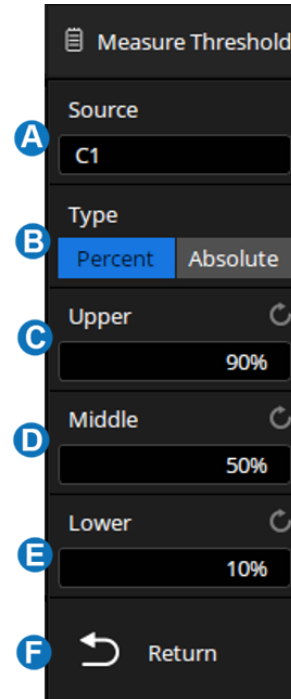 Measure Threshold
A
Source
C1
B
Type
Percent Absolute
C
Upper
90%
D
Middle
50%
E
Lower
10%
F
Return